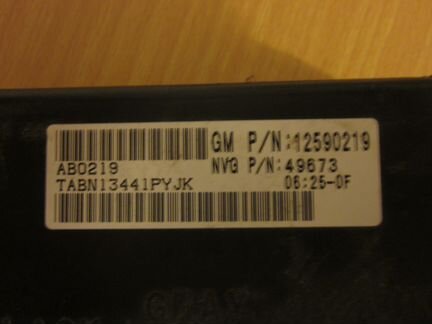 GM P/N:12590219
AB0219 NVG P/N:49673
TABN13441PYJK 06:25-0F